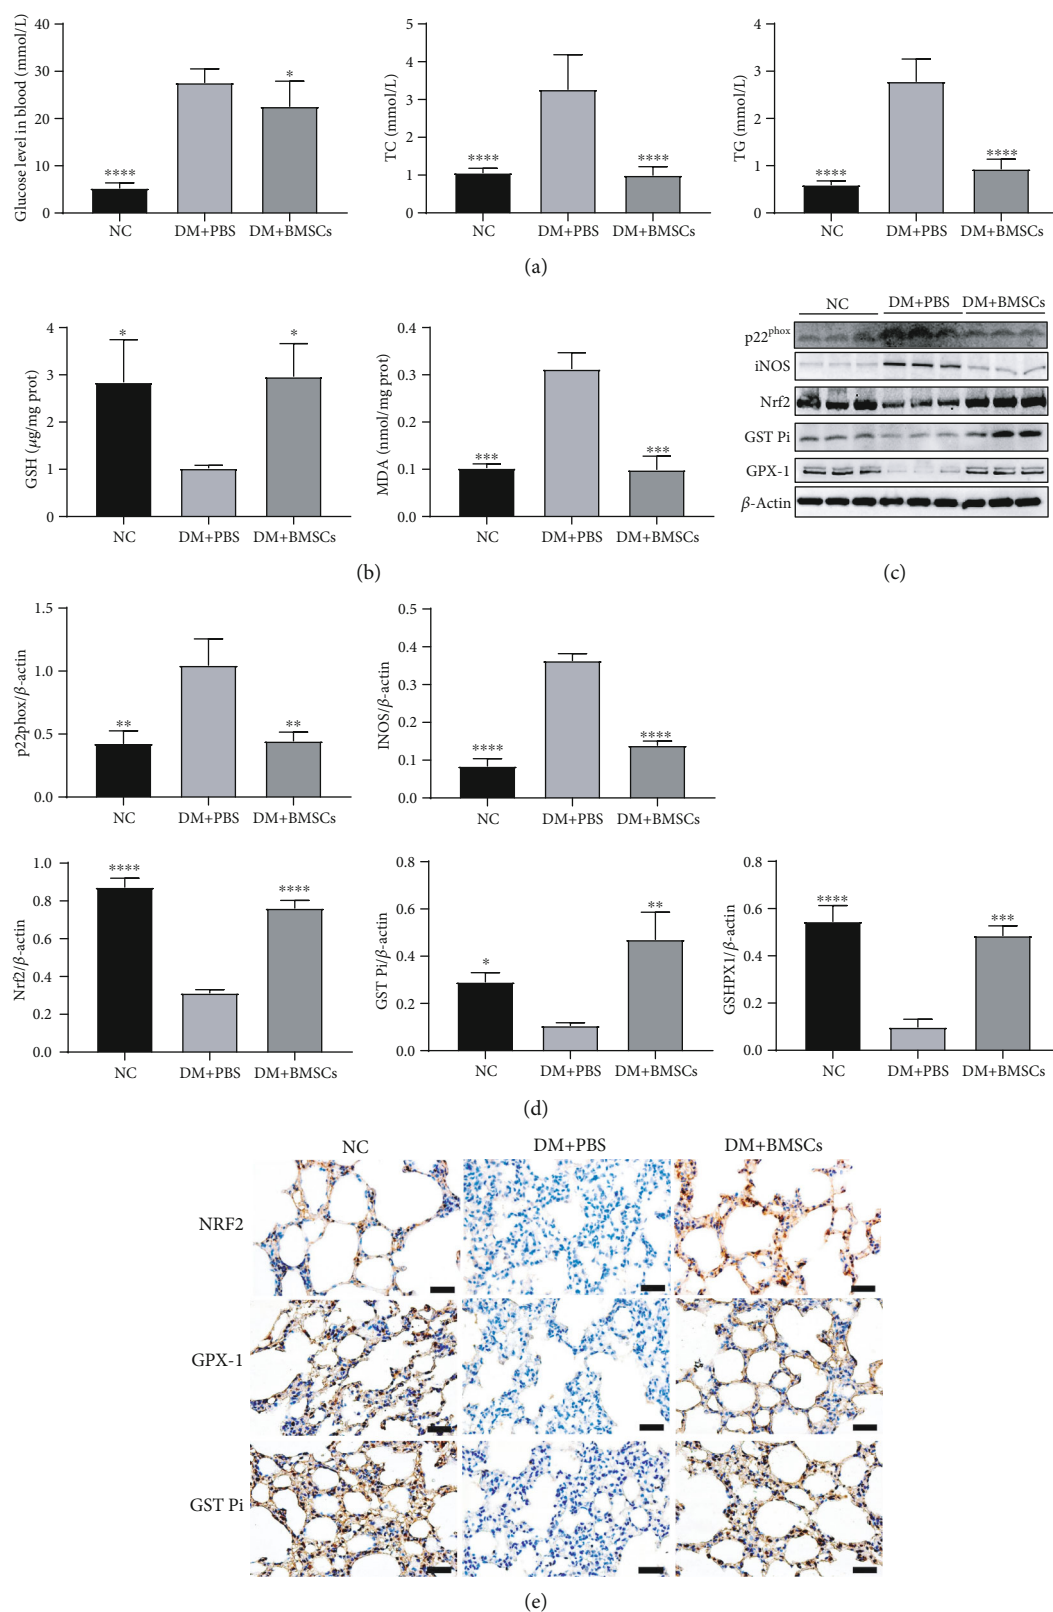 Glucose level in blood (mmol/L)
40
30
20
10
0
****
*
NC
DM+PBS
DM+BMSCs
TC (mmol/L)
5
4
3
2
1
0
****
****
NC
DM+PBS
DM+BMSCs
TG (mmol/L)
4
3
2
1
0
****
****
NC
DM+PBS
DM+BMSCs
(a)
GSH (μg/mg prot)
4
3
2
1
0
*
*
NC
DM+PBS
DM+BMSCs
MDA (nmol/mg prot)
0.4
0.3
0.2
0.1
0.0
***
***
NC
DM+PBS
DM+BMSCs
(b)
NC
DM+PBS
DM+BMSCs
p22phox
iNOS
Nrf2
GST Pi
GPX-1
β-Actin
(c)
p22phox/β-actin
1.5
1.0
0.5
0.0
**
**
NC
DM+PBS
DM+BMSCs
INOS/β-actin
0.5
0.4
0.3
0.2
0.1
0.0
****
****
NC
DM+PBS
DM+BMSCs
Nrf2/β-actin
1.0
0.8
0.6
0.4
0.2
0.0
****
****
NC
DM+PBS
DM+BMSCs
GST Pi/β-actin
0.8
0.6
0.4
0.2
0.0
*
**
NC
DM+PBS
DM+BMSCs
GSHPX1/β-actin
0.8
0.6
0.4
0.2
0.0
****
***
NC
DM+PBS
DM+BMSCs
(d)
NC
DM+PBS
DM+BMSCs
NRF2
GPX-1
GST Pi
(e)